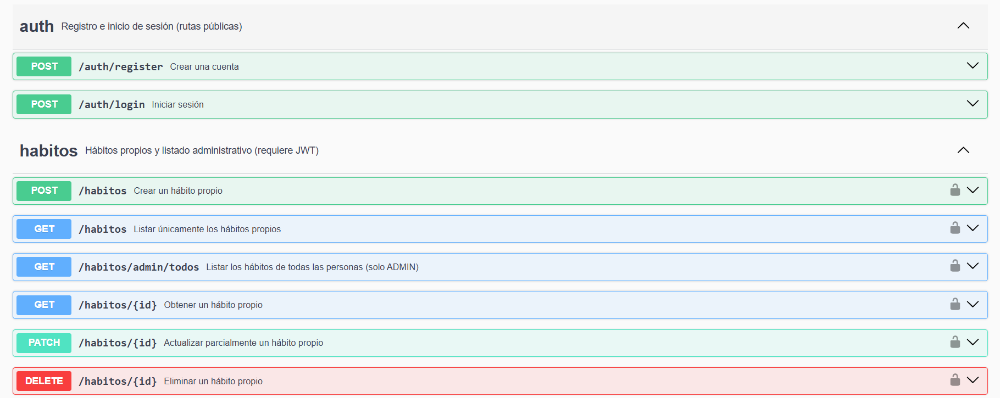 auth Registro e inicio de sesión (rutas públicas)
POST /auth/register Crear una cuenta
POST /auth/login Iniciar sesión
habitos Hábitos propios y listado administrativo (requiere JWT)
POST /habitos Crear un hábito propio
GET /habitos Listar únicamente los hábitos propios
GET /habitos/admin/todos Listar los hábitos de todas las personas (solo ADMIN)
GET /habitos/{id} Obtener un hábito propio
PATCH /habitos/{id} Actualizar parcialmente un hábito propio
DELETE /habitos/{id} Eliminar un hábito propio